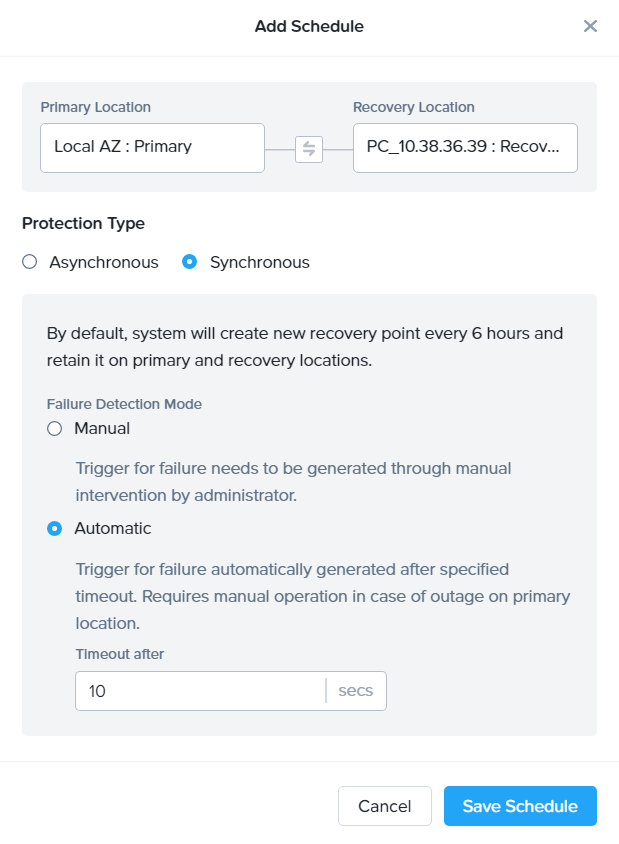 Add Schedule
Primary Location
Recovery Location
Local AZ : Primary
PC_10.38.36.39 : Recov...
Protection Type
Asynchronous
Synchronous
By default, system will create new recovery point every 6 hours and
retain it on primary and recovery locations.
Failure Detection Mode
Manual
Trigger for failure needs to be generated through manual
intervention by administrator.
Automatic
Trigger for failure automatically generated after specified
timeout. Requires manual operation in case of outage on primary
location.
Timeout after
10
secs
Cancel
Save Schedule